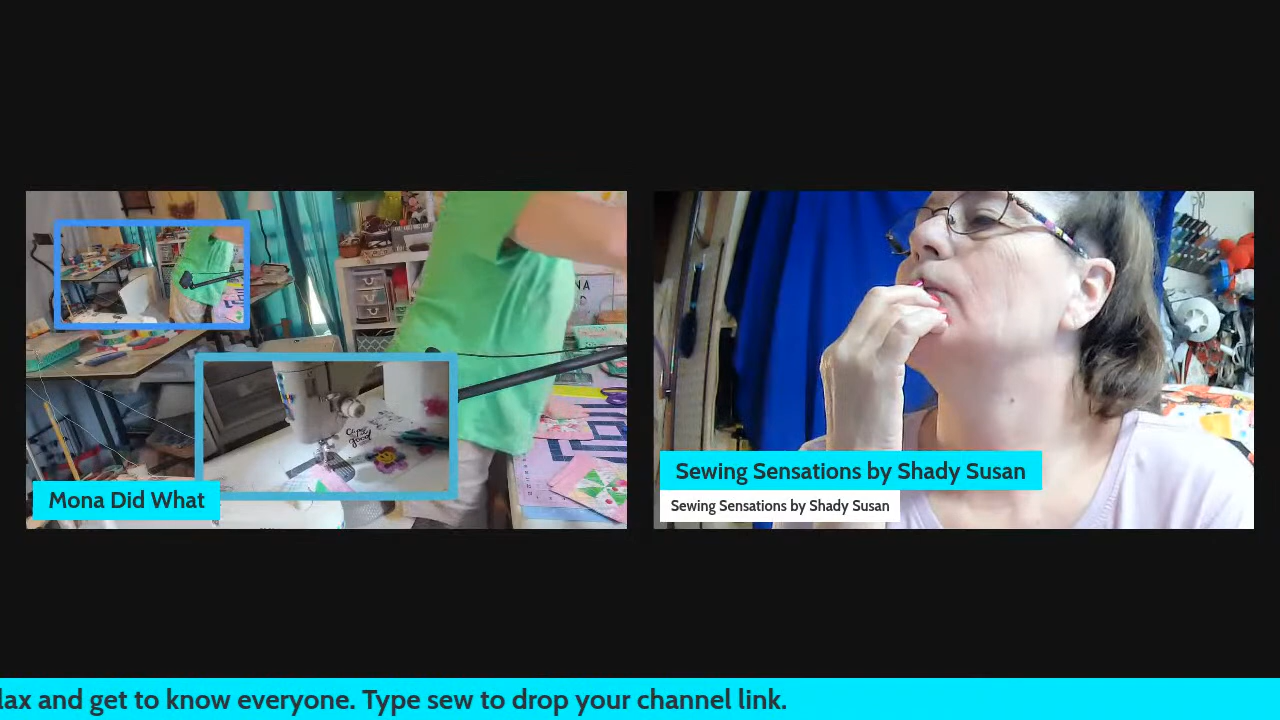 Mona Did What
Sewing Sensations by Shady Susan
Sewing Sensations by Shady Susan
lax and get to know everyone. Type sew to drop your channel link.